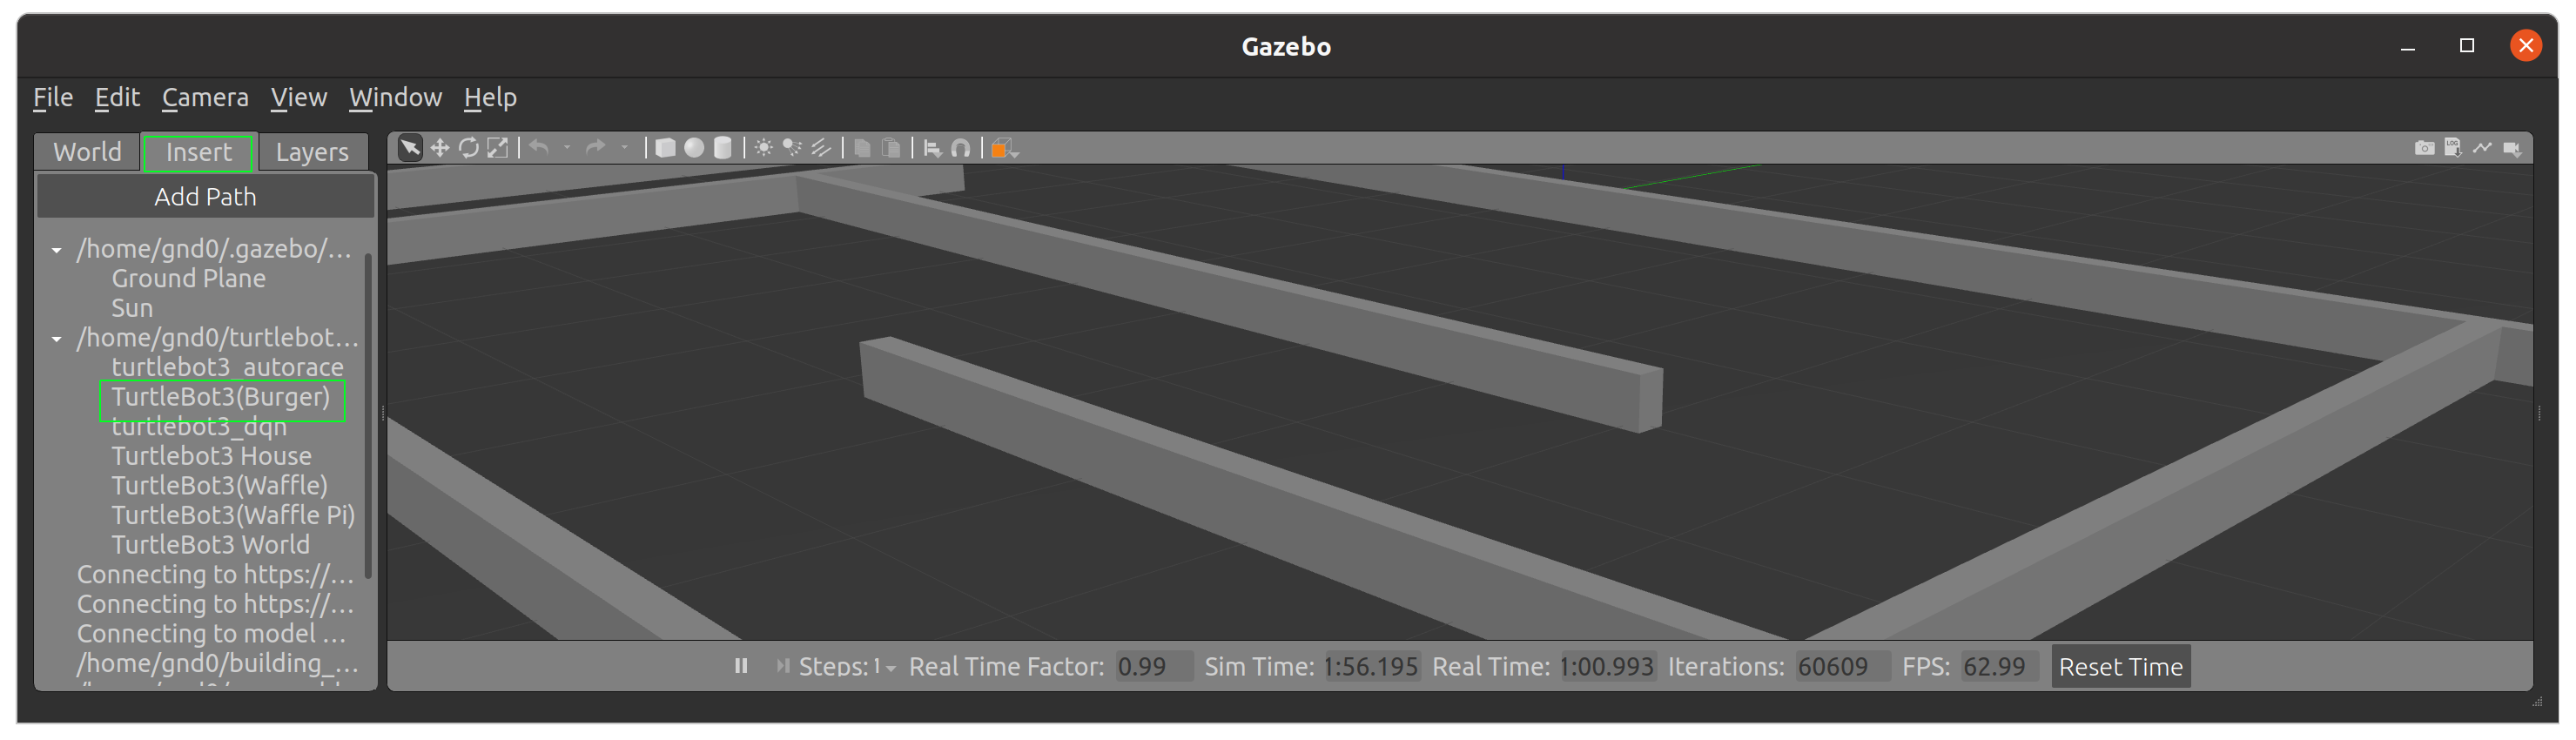 Gazebo
File Edit Camera View Window Help
World Insert Layers
Add Path
/home/gnd0/.gazebo/...
Ground Plane
Sun
/home/gnd0/turtlebot...
turtlebot3_autorace
TurtleBot3(Burger)
turtlebot3_dqn
Turtlebot3 House
TurtleBot3(Waffle)
TurtleBot3(Waffle Pi)
TurtleBot3 World
Connecting to https://...
Connecting to https://...
Connecting to model ...
/home/gnd0/building_...
LOG
Steps: 1 Real Time Factor: 0.99 Sim Time: 1:56.195 Real Time: 1:00.993 Iterations: 60609 FPS: 62.99 Reset Time